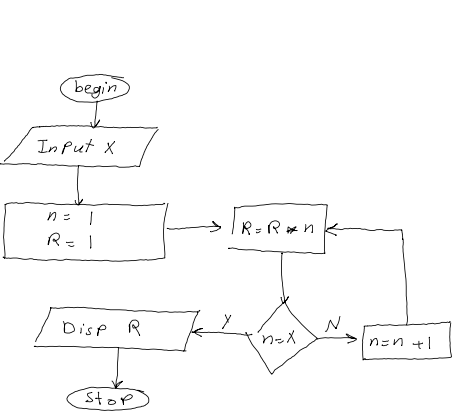 begin
Input X
n = 1
R = 1
R = R * n
n = X
Y
N
n = n + 1
Disp R
Stop